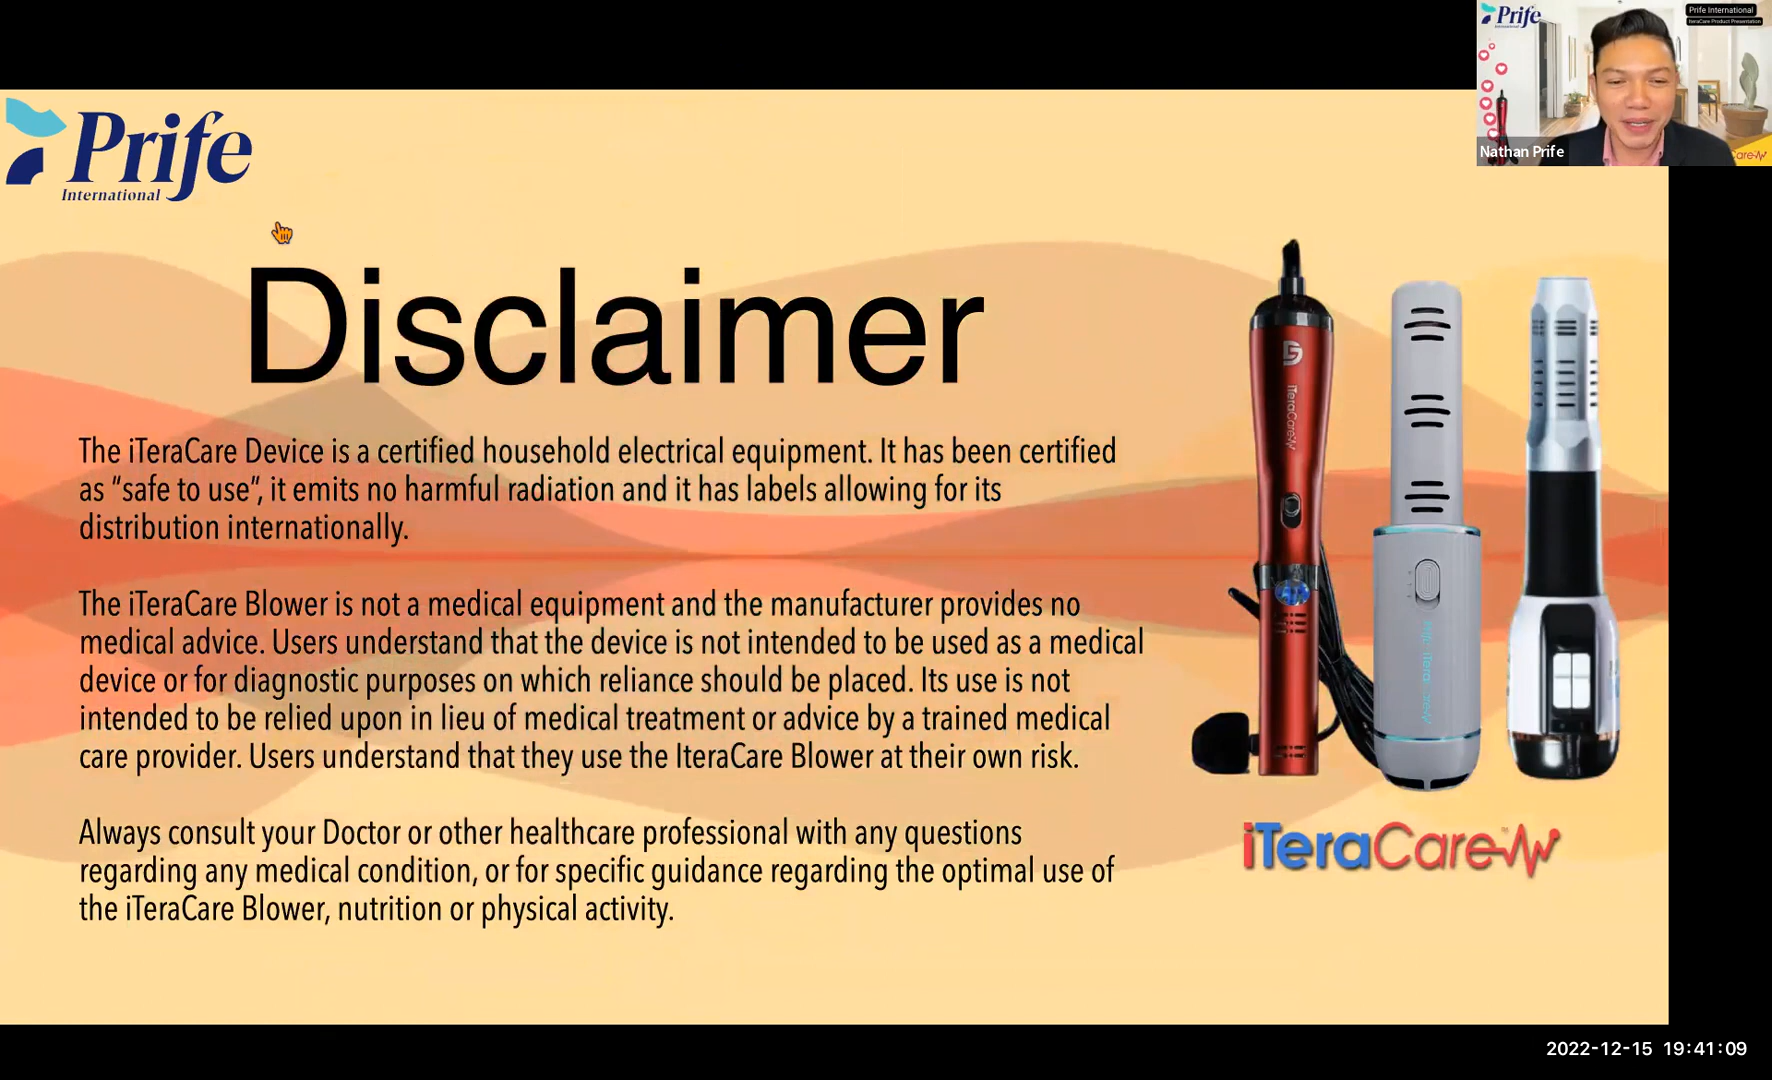 Prife
International
Prife
Prife International
iteraCare Product Presentation
Nathan Prife
Care
Disclaimer
The iTeraCare Device is a certified household electrical equipment. It has been certified
as “safe to use”, it emits no harmful radiation and it has labels allowing for its
distribution internationally.
The iTeraCare Blower is not a medical equipment and the manufacturer provides no
medical advice. Users understand that the device is not intended to be used as a medical
device or for diagnostic purposes on which reliance should be placed. Its use is not
intended to be relied upon in lieu of medical treatment or advice by a trained medical
care provider. Users understand that they use the IteraCare Blower at their own risk.
Always consult your Doctor or other healthcare professional with any questions
regarding any medical condition, or for specific guidance regarding the optimal use of
the iTeraCare Blower, nutrition or physical activity.
iTeraCare
iTeraCare
2022-12-15 19:41:09